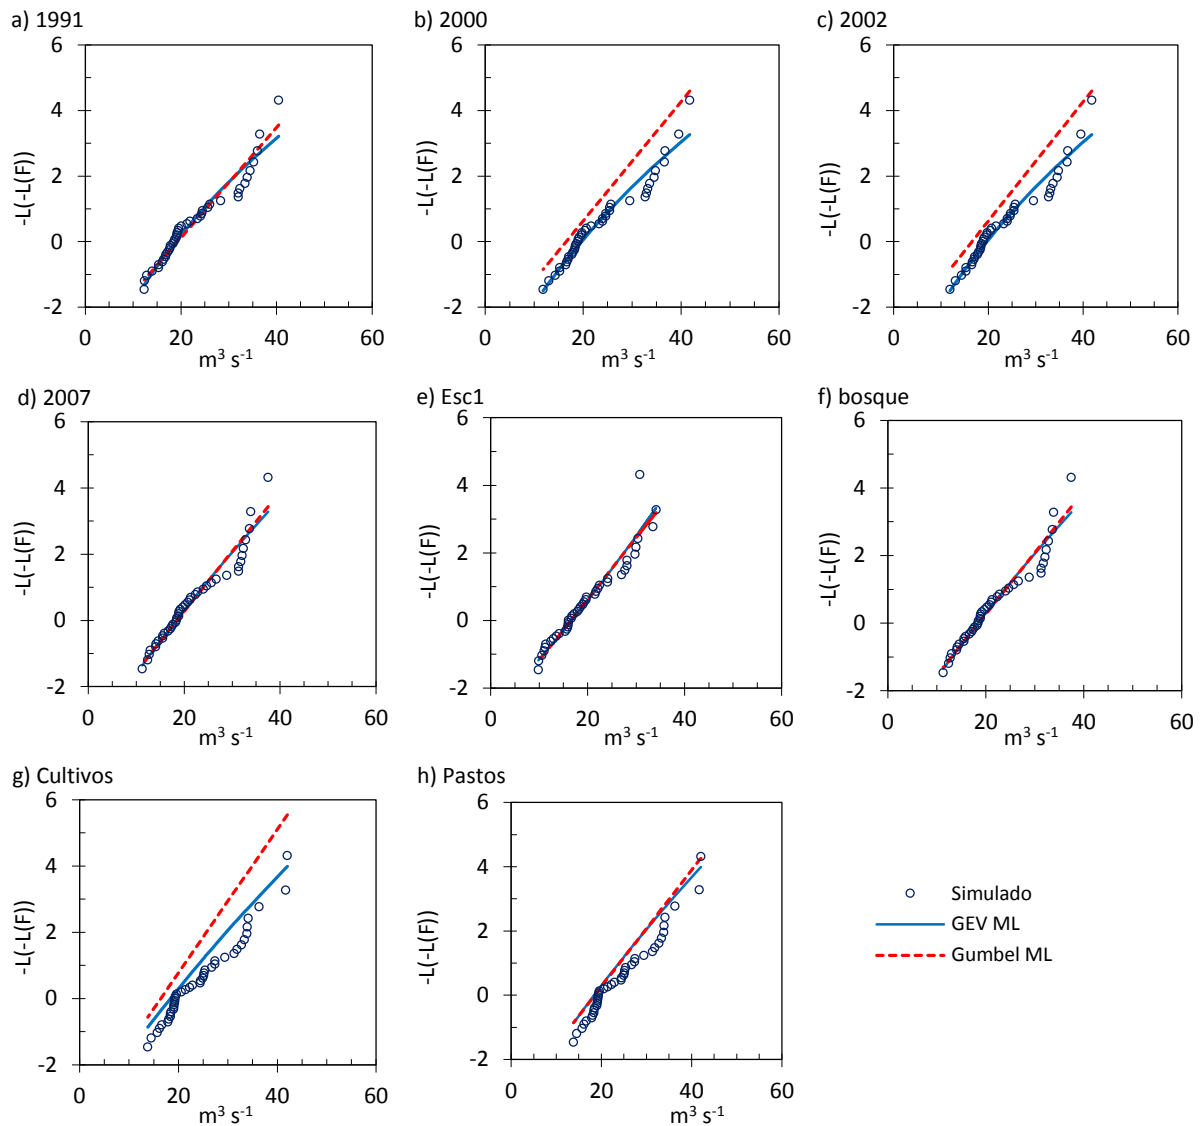 a) 1991
b) 2000
c) 2002
6
4
2
0
-2
-L(-L(F))
0 20 40 60
m³ s⁻¹
6
4
2
0
-2
-L(-L(F))
0 20 40 60
m³ s⁻¹
6
4
2
0
-2
-L(-L(F))
0 20 40 60
m³ s⁻¹
d) 2007
e) Esc1
f) bosque
6
4
2
0
-2
-L(-L(F))
0 20 40 60
m³ s⁻¹
6
4
2
0
-2
-L(-L(F))
0 20 40 60
m³ s⁻¹
6
4
2
0
-2
-L(-L(F))
0 20 40 60
m³ s⁻¹
g) Cultivos
h) Pastos
6
4
2
0
-2
-L(-L(F))
0 20 40 60
m³ s⁻¹
6
4
2
0
-2
-L(-L(F))
0 20 40 60
m³ s⁻¹
Simulado
GEV ML
Gumbel ML